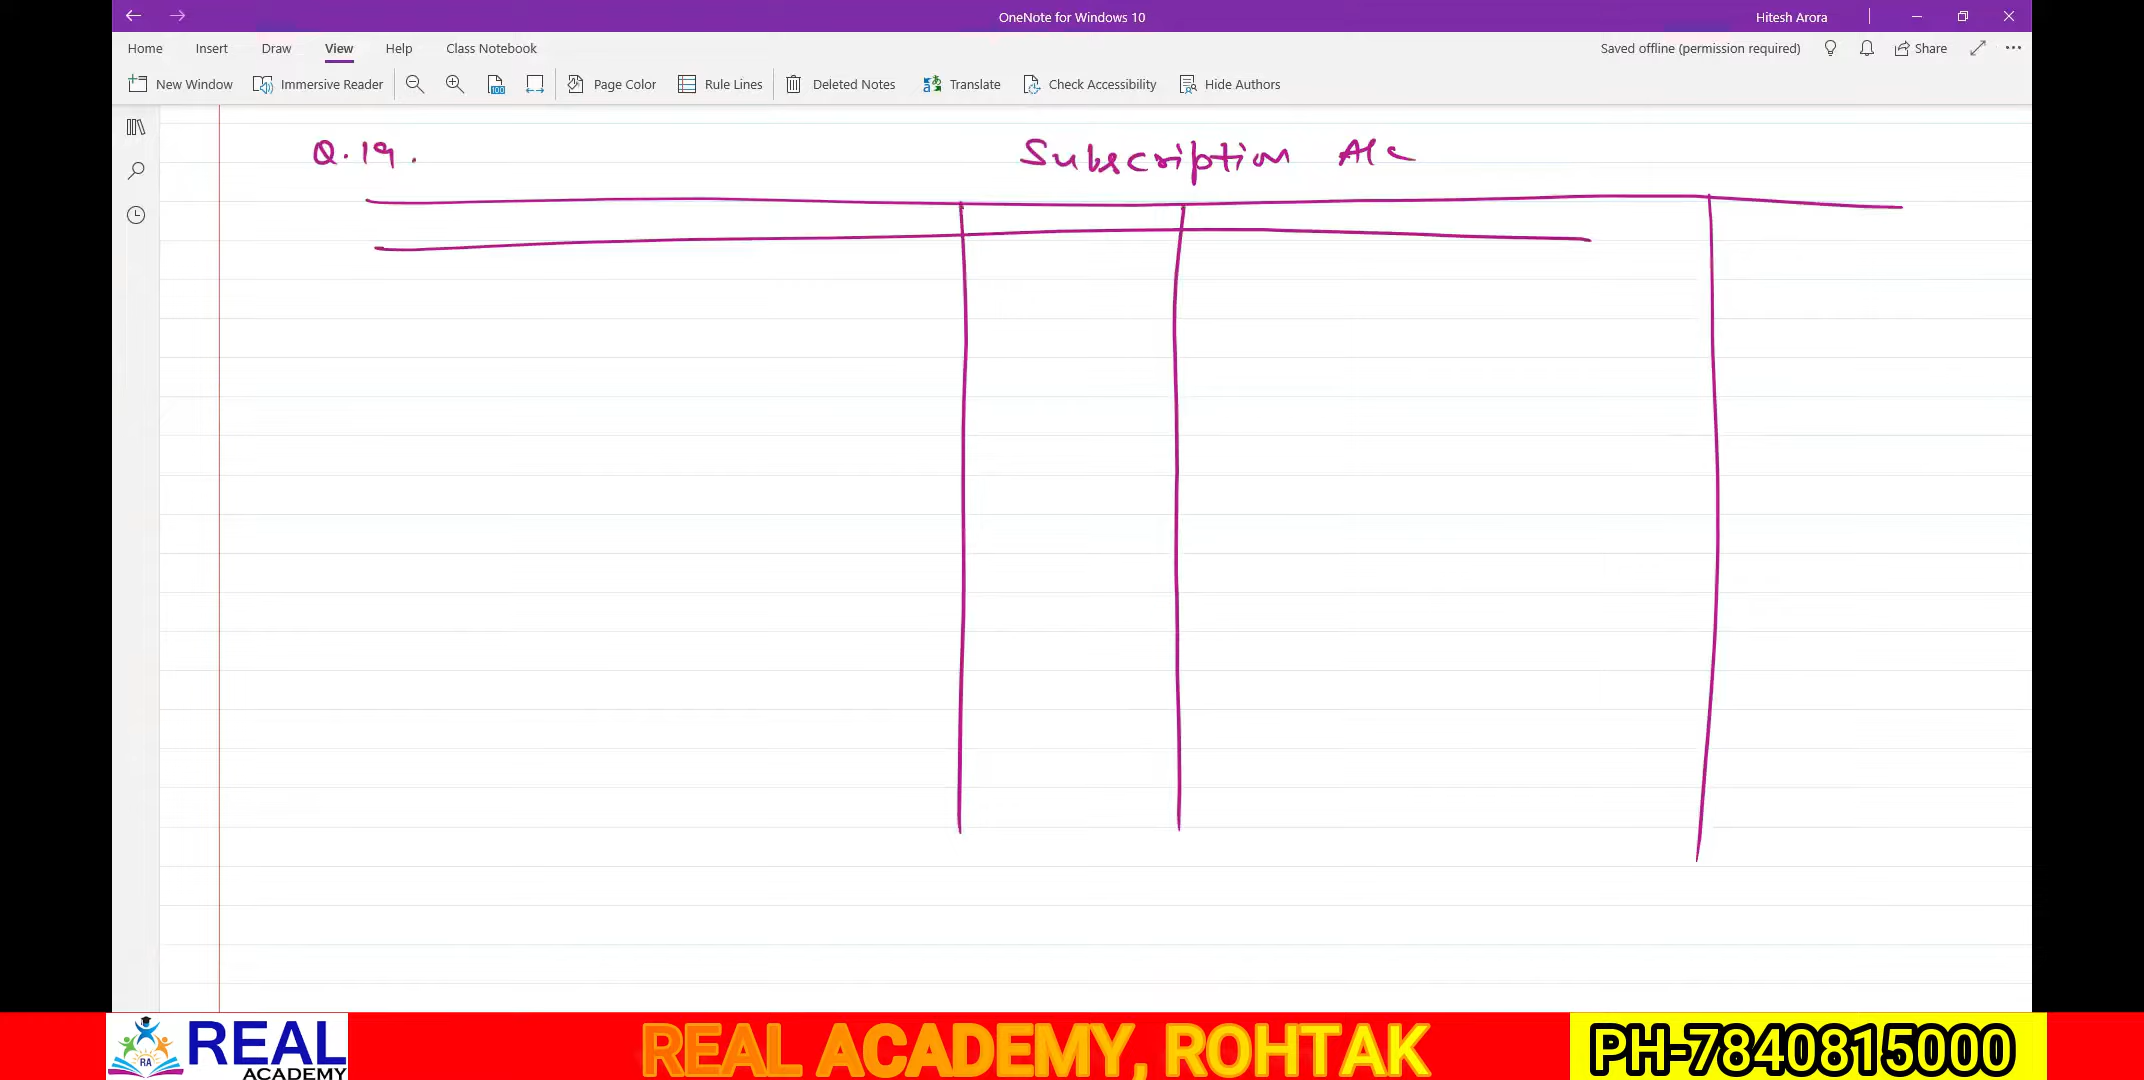 OneNote for Windows 10
Hitesh Arora
Home Insert Draw View Help Class Notebook
Saved offline (permission required) Share
New Window Immersive Reader 100 Page Color Rule Lines Deleted Notes Translate Check Accessibility Hide Authors
Q.19. Subscription A/c
RA REAL ACADEMY
REAL ACADEMY, ROHTAK
PH-7840815000